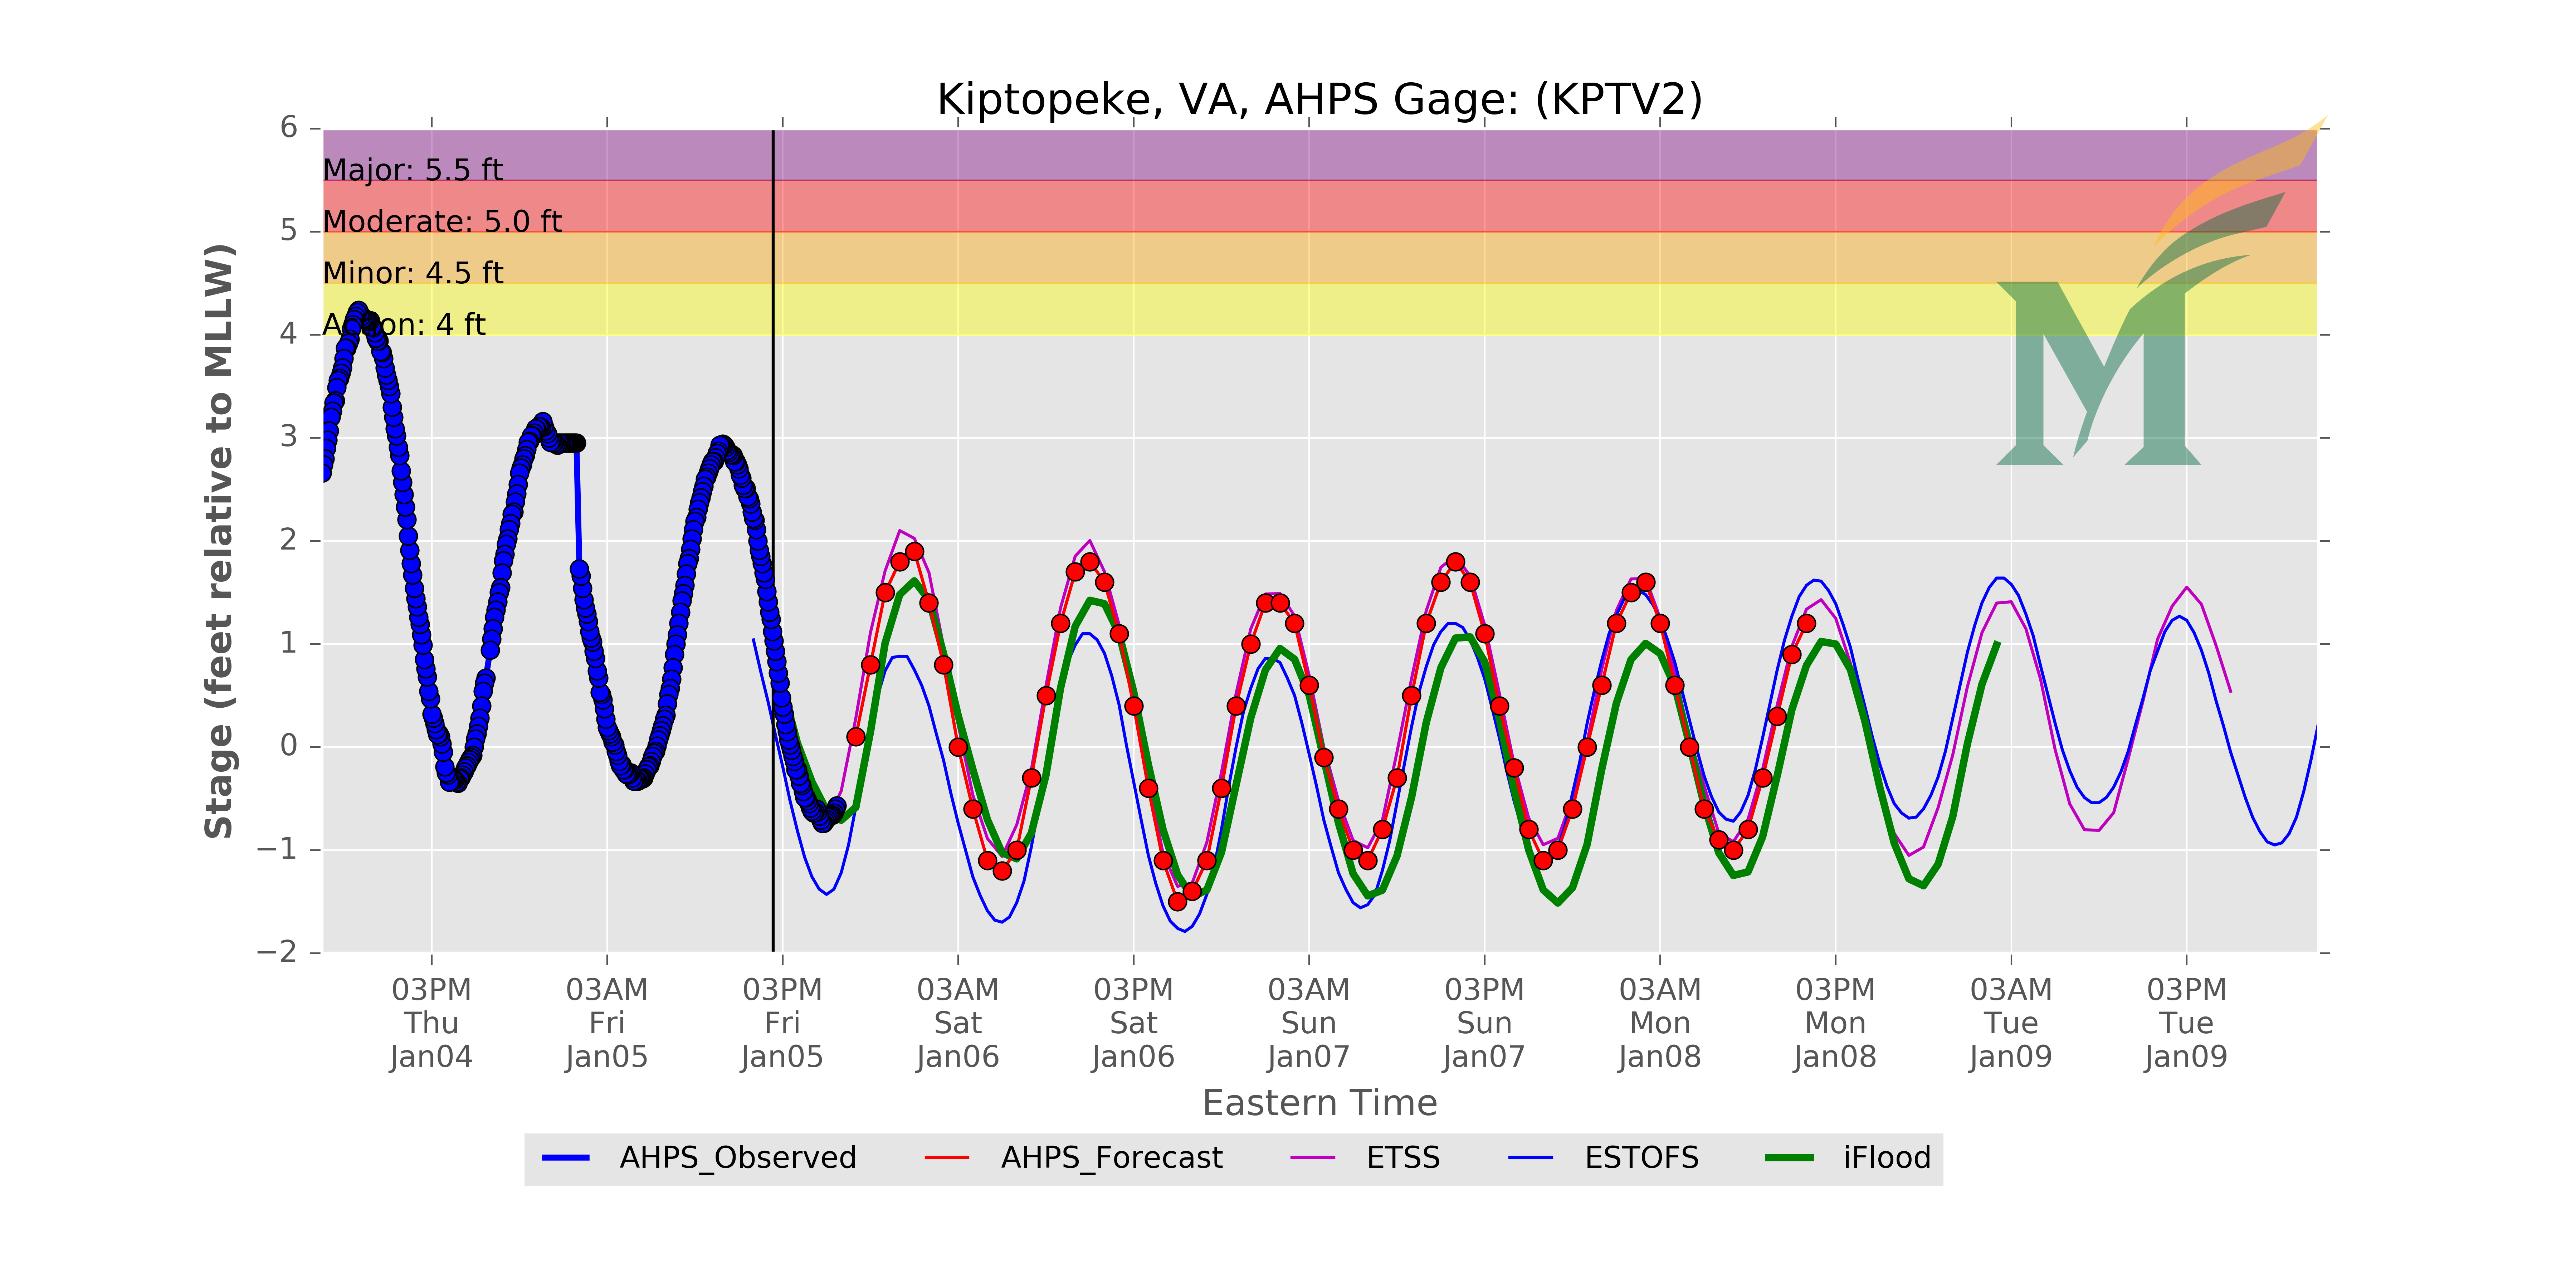 Kiptopeke, VA, AHPS Gage: (KPTV2)
6
5
4
3
2
1
0
−1
−2
Stage (feet relative to MLLW)
Major: 5.5 ft
Moderate: 5.0 ft
Minor: 4.5 ft
Action: 4 ft
M
03PM
Thu
Jan04
03AM
Fri
Jan05
03PM
Fri
Jan05
03AM
Sat
Jan06
03PM
Sat
Jan06
03AM
Sun
Jan07
03PM
Sun
Jan07
03AM
Mon
Jan08
03PM
Mon
Jan08
03AM
Tue
Jan09
03PM
Tue
Jan09
Eastern Time
AHPS_Observed
AHPS_Forecast
ETSS
ESTOFS
iFlood